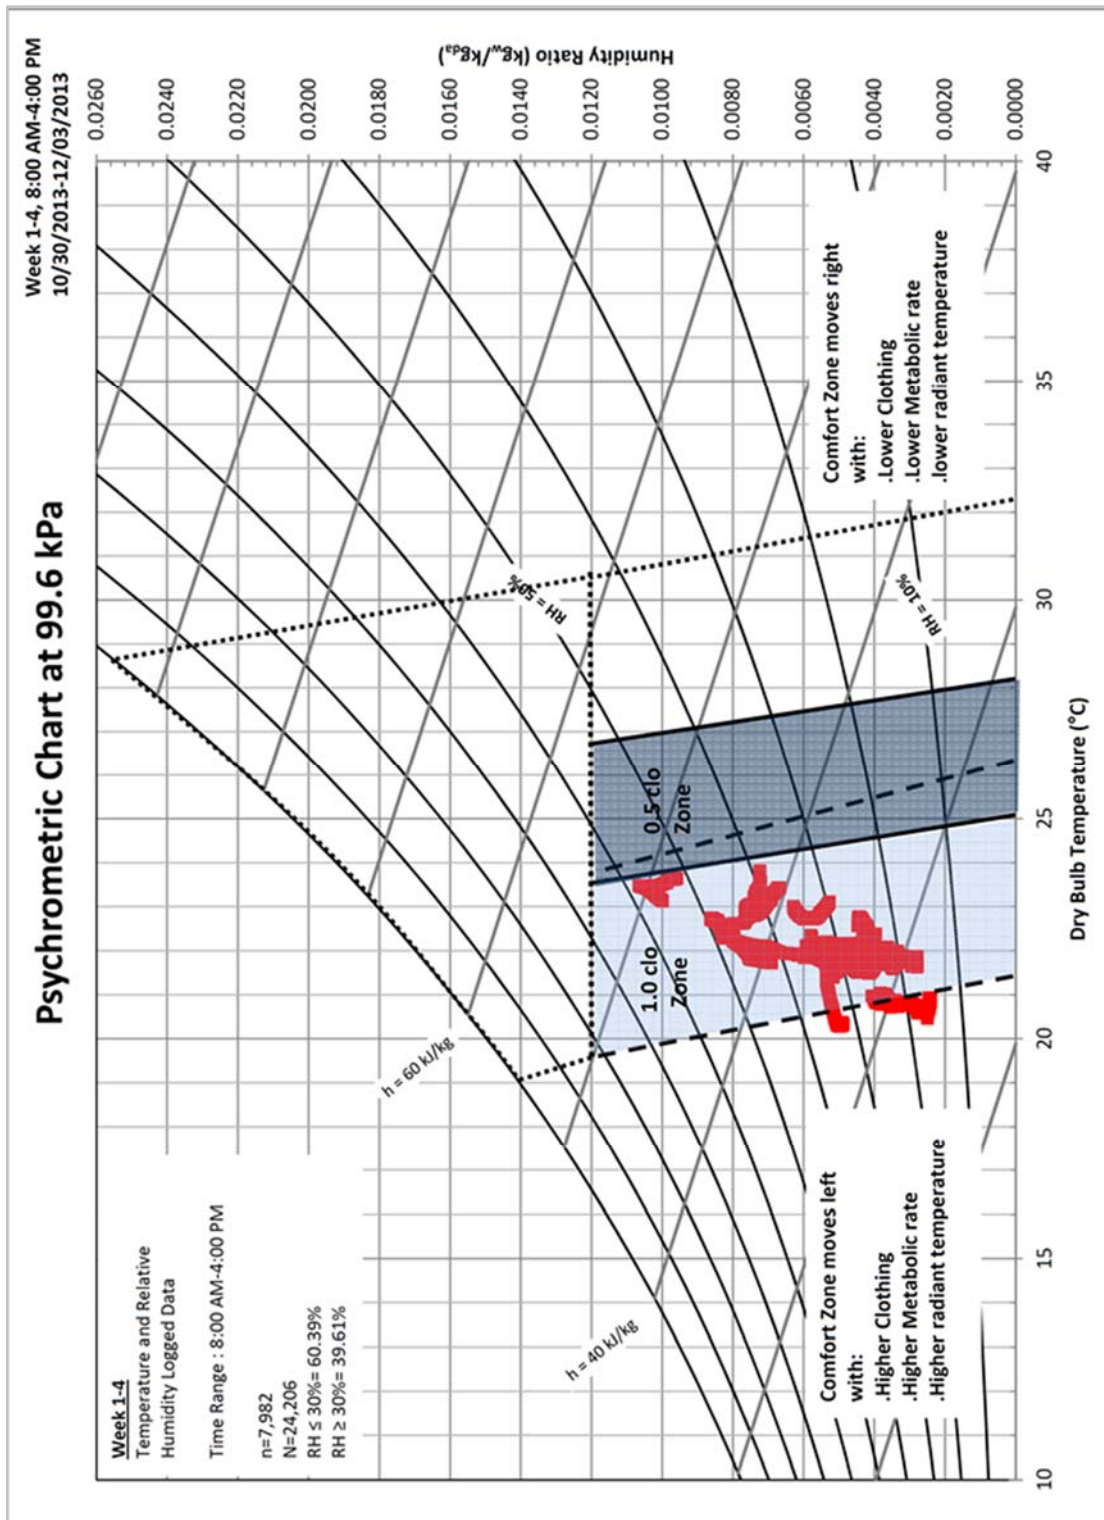 Psychrometric Chart at 99.6 kPa
Week 1-4, 8:00 AM-4:00 PM
10/30/2013-12/03/2013
Week 1-4
Temperature and Relative
Humidity Logged Data
Time Range : 8:00 AM-4:00 PM
n=7,982
N=24,206
RH ≤ 30%= 60.39%
RH ≥ 30%= 39.61%
h = 60 kJ/kg
h = 40 kJ/kg
RH = 50%
RH = 10%
1.0 clo
Zone
0.5 clo
Zone
Comfort Zone moves left
with:
.Higher Clothing
.Higher Metabolic rate
.Higher radiant temperature
Comfort Zone moves right
with:
.Lower Clothing
.Lower Metabolic rate
.lower radiant temperature
0.0260
0.0240
0.0220
0.0200
0.0180
0.0160
0.0140
0.0120
0.0100
0.0080
0.0060
0.0040
0.0020
0.0000
Humidity Ratio (kgw/kgda)
10
15
20
25
30
35
40
Dry Bulb Temperature (°C)